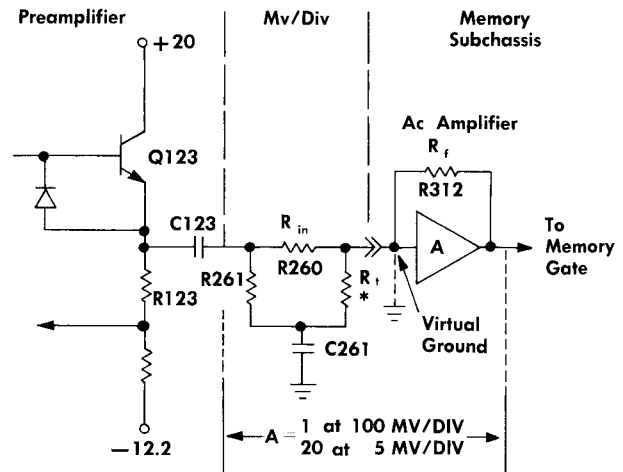 Preamplifier
Mv/Div
Memory
Subchassis
+20
Ac Amplifier
R f
R312
Q123
C123
R in
R260
A
To
Memory
Gate
R123
R261
R t
*
Virtual
Ground
C261
−12.2
A = 1 at 100 MV/DIV
20 at 5 MV/DIV